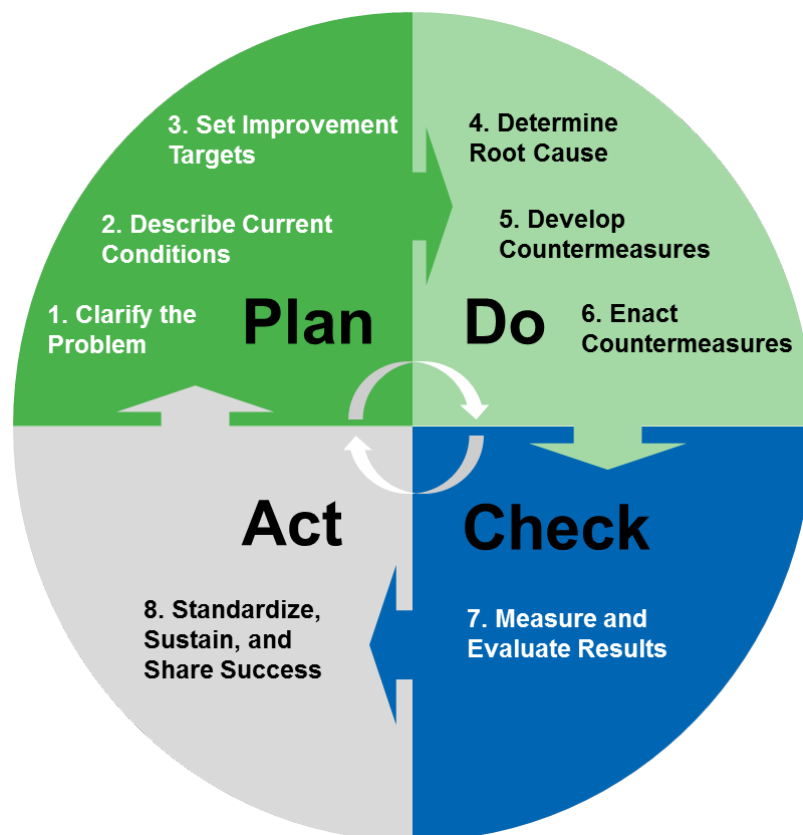 3. Set Improvement
Targets
2. Describe Current
Conditions
1. Clarify the
Problem
Plan
4. Determine
Root Cause
5. Develop
Countermeasures
6. Enact
Countermeasures
Do
Check
7. Measure and
Evaluate Results
Act
8. Standardize,
Sustain, and
Share Success